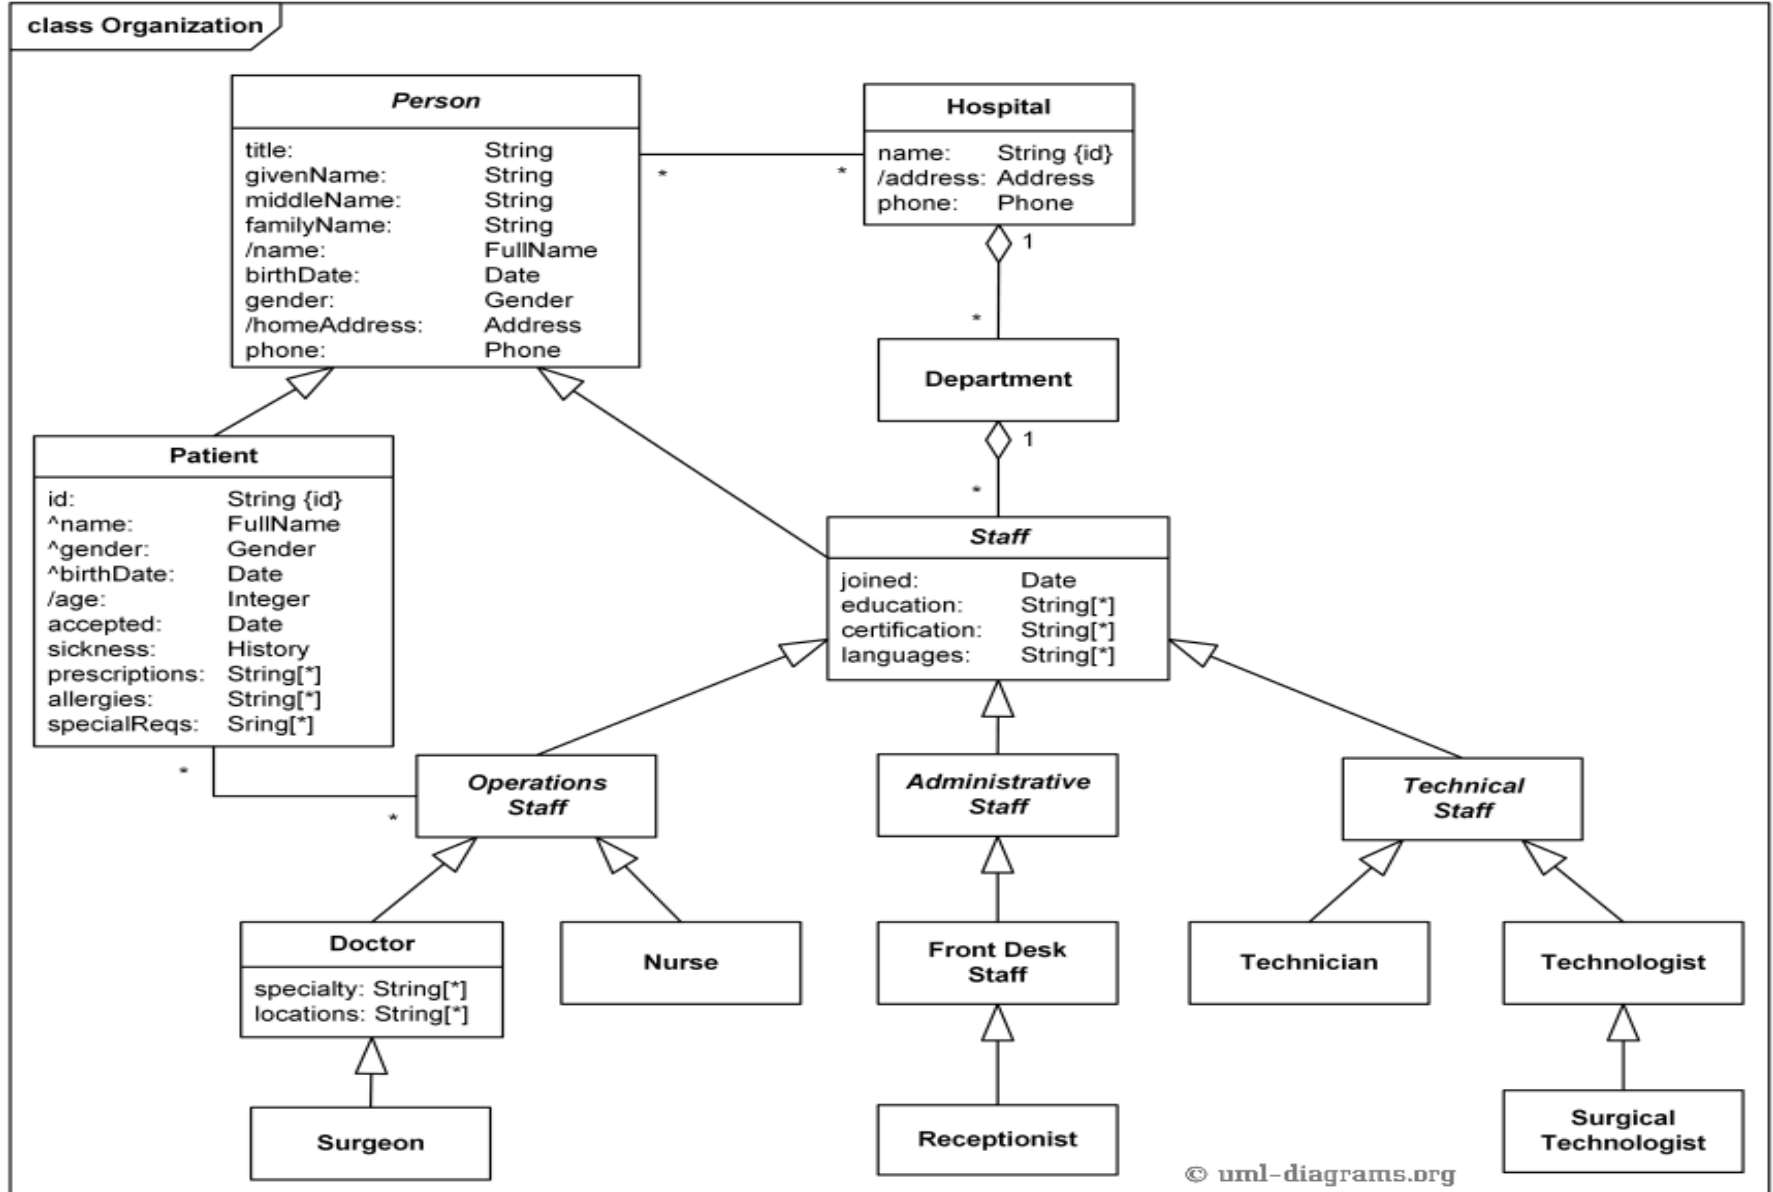 class Organization
Person
title: String
givenName: String
middleName: String
familyName: String
/name: FullName
birthDate: Date
gender: Gender
/homeAddress: Address
phone: Phone
* *
Hospital
name: String {id}
/address: Address
phone: Phone
1
*
Department
1
*
Patient
id: String {id}
^name: FullName
^gender: Gender
^birthDate: Date
/age: Integer
accepted: Date
sickness: History
prescriptions: String[*]
allergies: String[*]
specialReqs: Sring[*]
Staff
joined: Date
education: String[*]
certification: String[*]
languages: String[*]
*
*
Operations
Staff
Administrative
Staff
Technical
Staff
Doctor
specialty: String[*]
locations: String[*]
Nurse
Front Desk
Staff
Technician
Technologist
Surgeon
Receptionist
Surgical
Technologist
© uml-diagrams.org